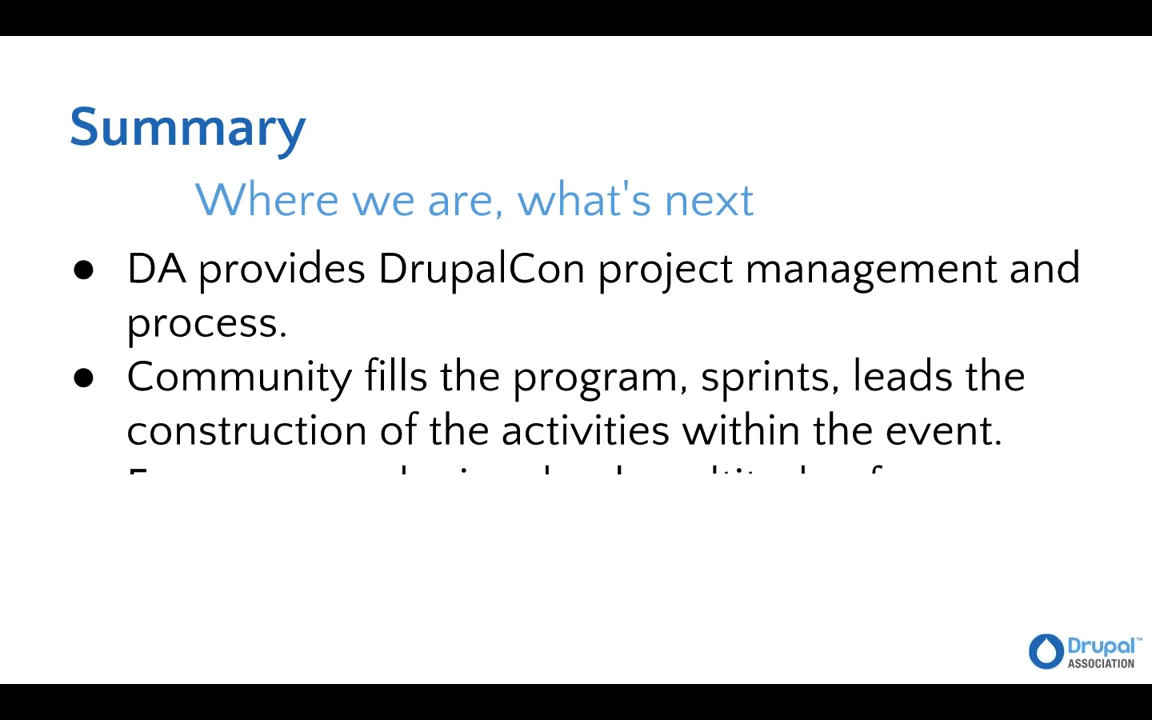 Summary
Where we are, what's next
● DA provides DrupalCon project management and
process.
● Community fills the program, sprints, leads the
construction of the activities within the event.
Drupal™
ASSOCIATION